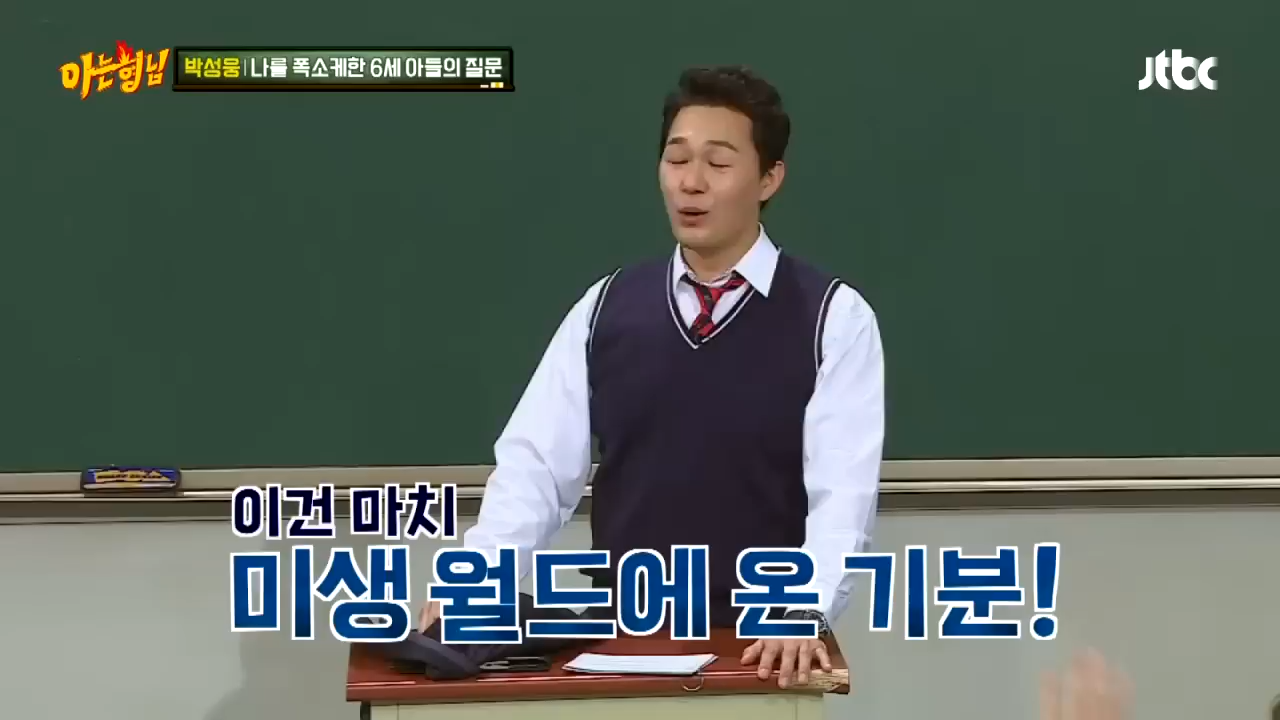 아는형님
박성웅 | 나를 폭소케한 6세 아들의 질문
jtbc
이건 마치
미생 월드에 온 기분!